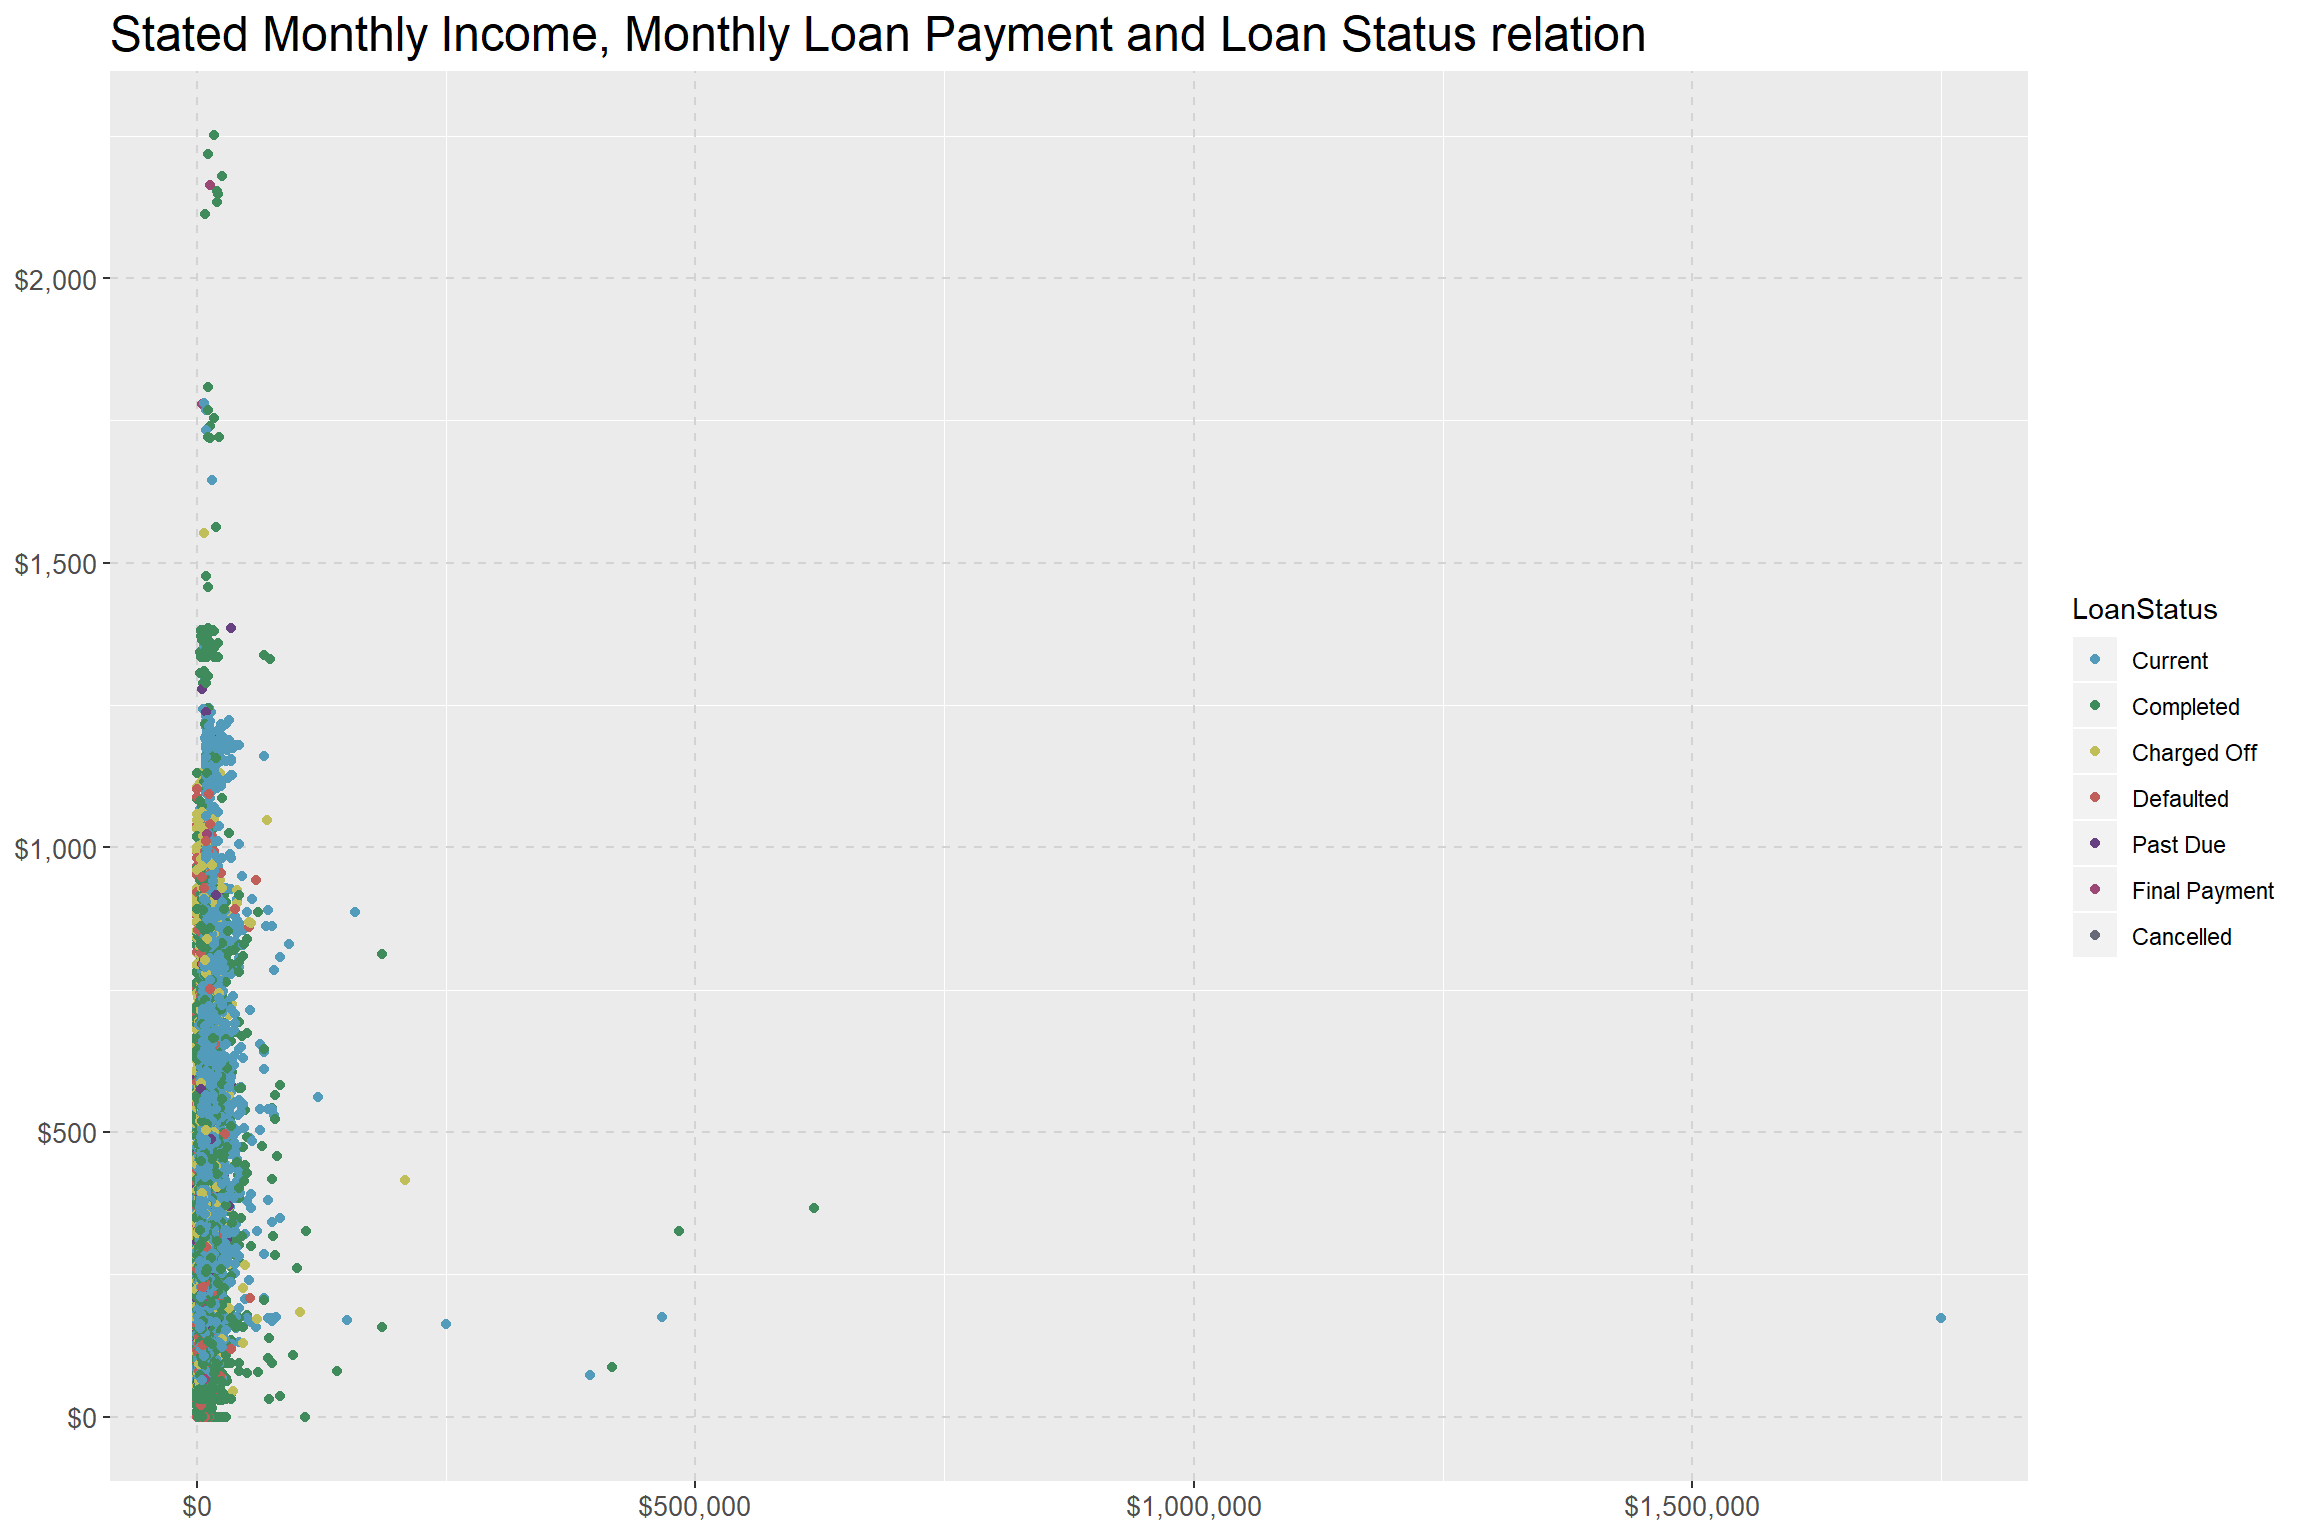 Stated Monthly Income, Monthly Loan Payment and Loan Status relation
$2,000
$1,500
$1,000
$500
$0
$0
$500,000
$1,000,000
$1,500,000
LoanStatus
Current
Completed
Charged Off
Defaulted
Past Due
Final Payment
Cancelled